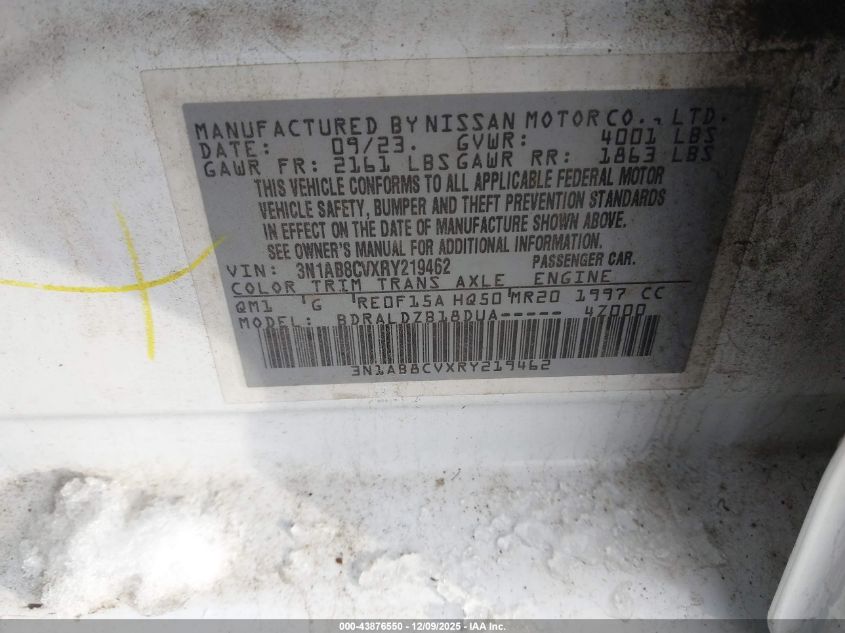 MANUFACTURED BY NISSAN MOTOR CO., LTD.
DATE: 09/23. GVWR: 4001 LBS
GAWR FR: 2161 LBS GAWR RR: 1863 LBS
THIS VEHICLE CONFORMS TO ALL APPLICABLE FEDERAL MOTOR
VEHICLE SAFETY, BUMPER AND THEFT PREVENTION STANDARDS
IN EFFECT ON THE DATE OF MANUFACTURE SHOWN ABOVE.
SEE OWNER'S MANUAL FOR ADDITIONAL INFORMATION.
VIN: 3N1AB8CVXRY219462 PASSENGER CAR.
COLOR TRIM TRANS AXLE ENGINE
QM1 G RE0F15A HQ50 MR20 1997 CC
MODEL: BDRALDZB18DUA----- 47000
3N1AB8CVXRY219462
000-43876550 - 12/09/2025 - IAA Inc.